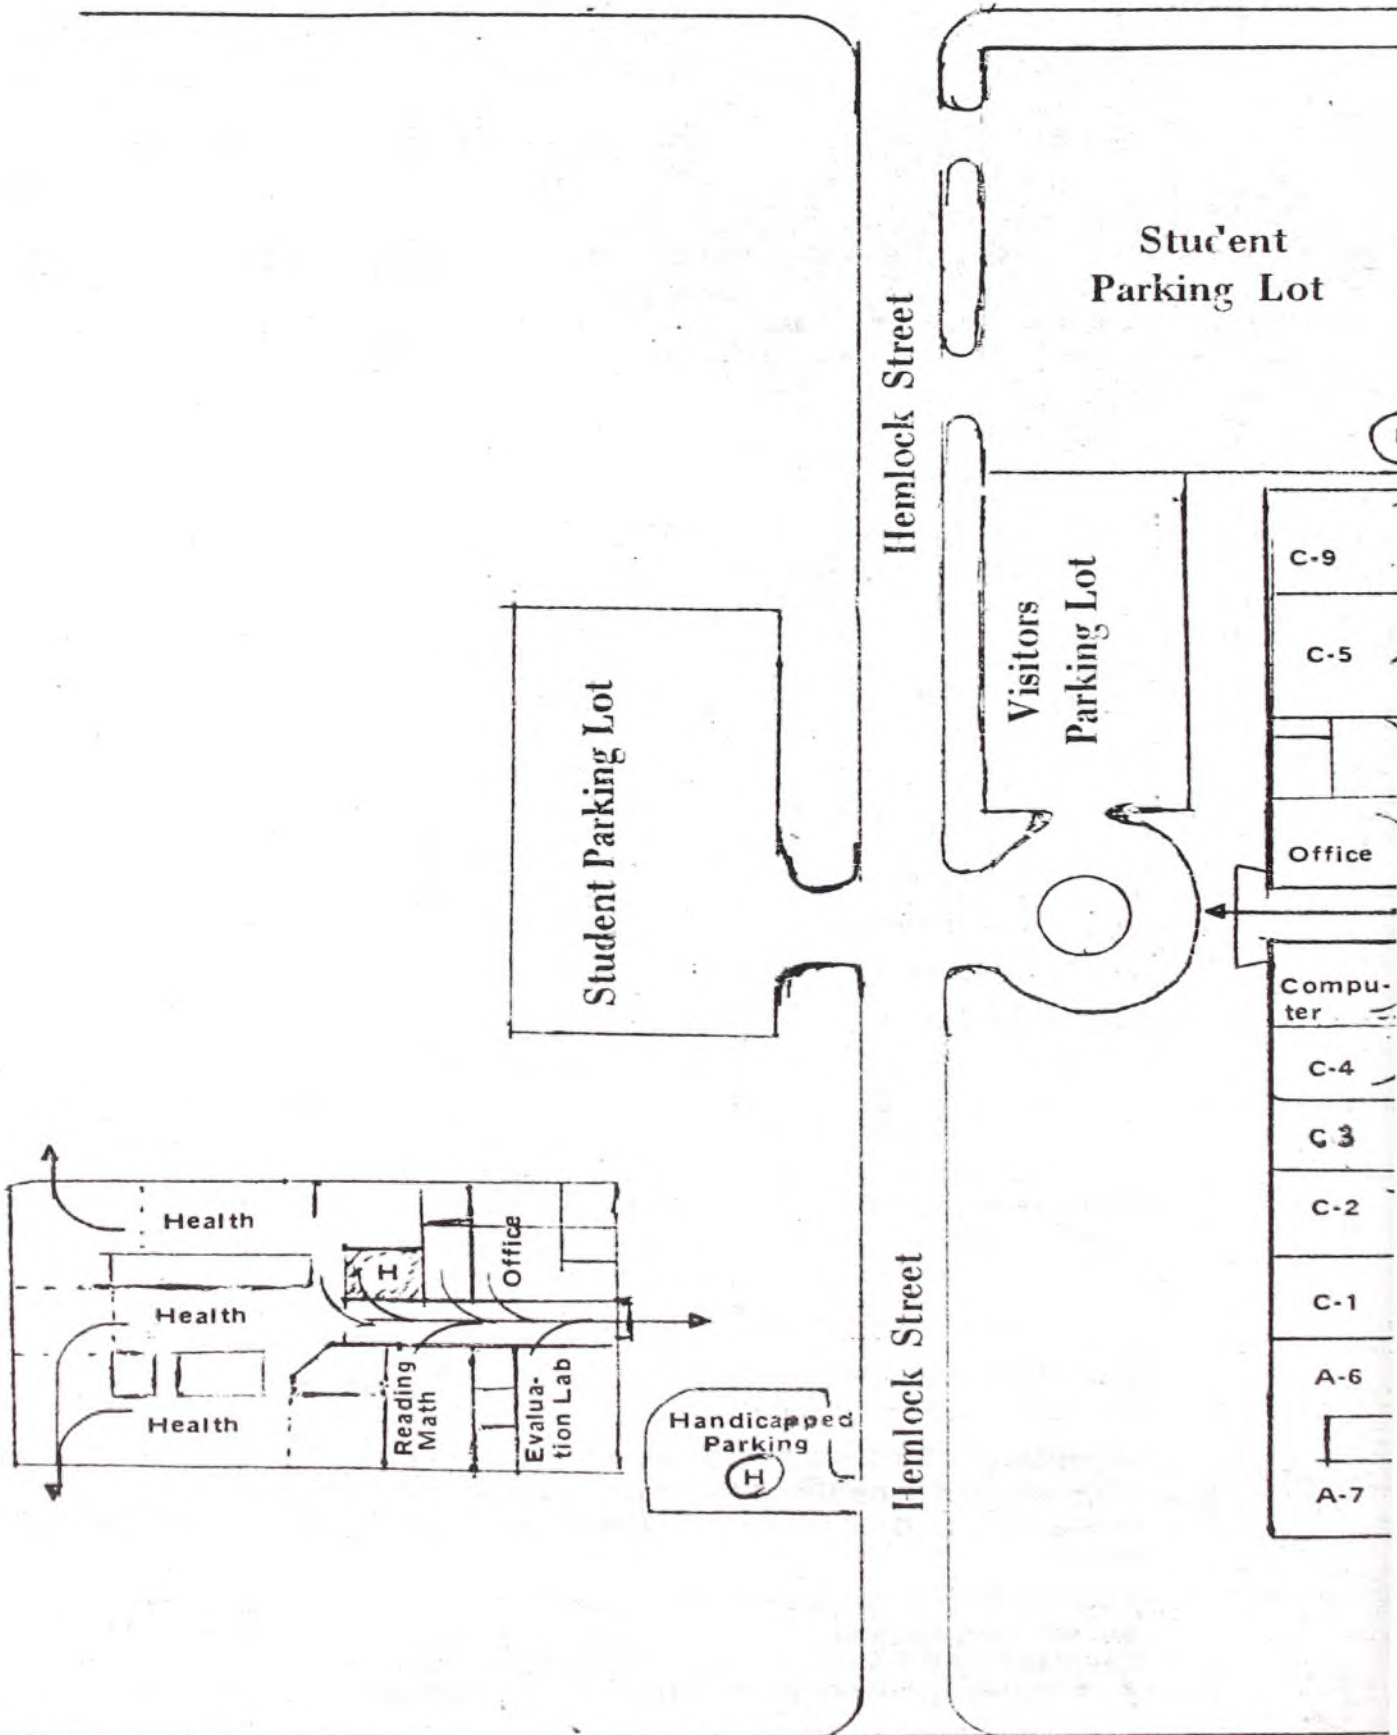 Stud'ent
Parking Lot
Hemlock Street
C-9
C-5
Visitors
Parking Lot
Student Parking Lot
Office
Compu-
ter
C-4
C-3
C-2
C-1
A-6
A-7
Health
Health
Health
H
Office
Reading
Math
Evalua-
tion Lab
Handicapped
Parking
H
Hemlock Street